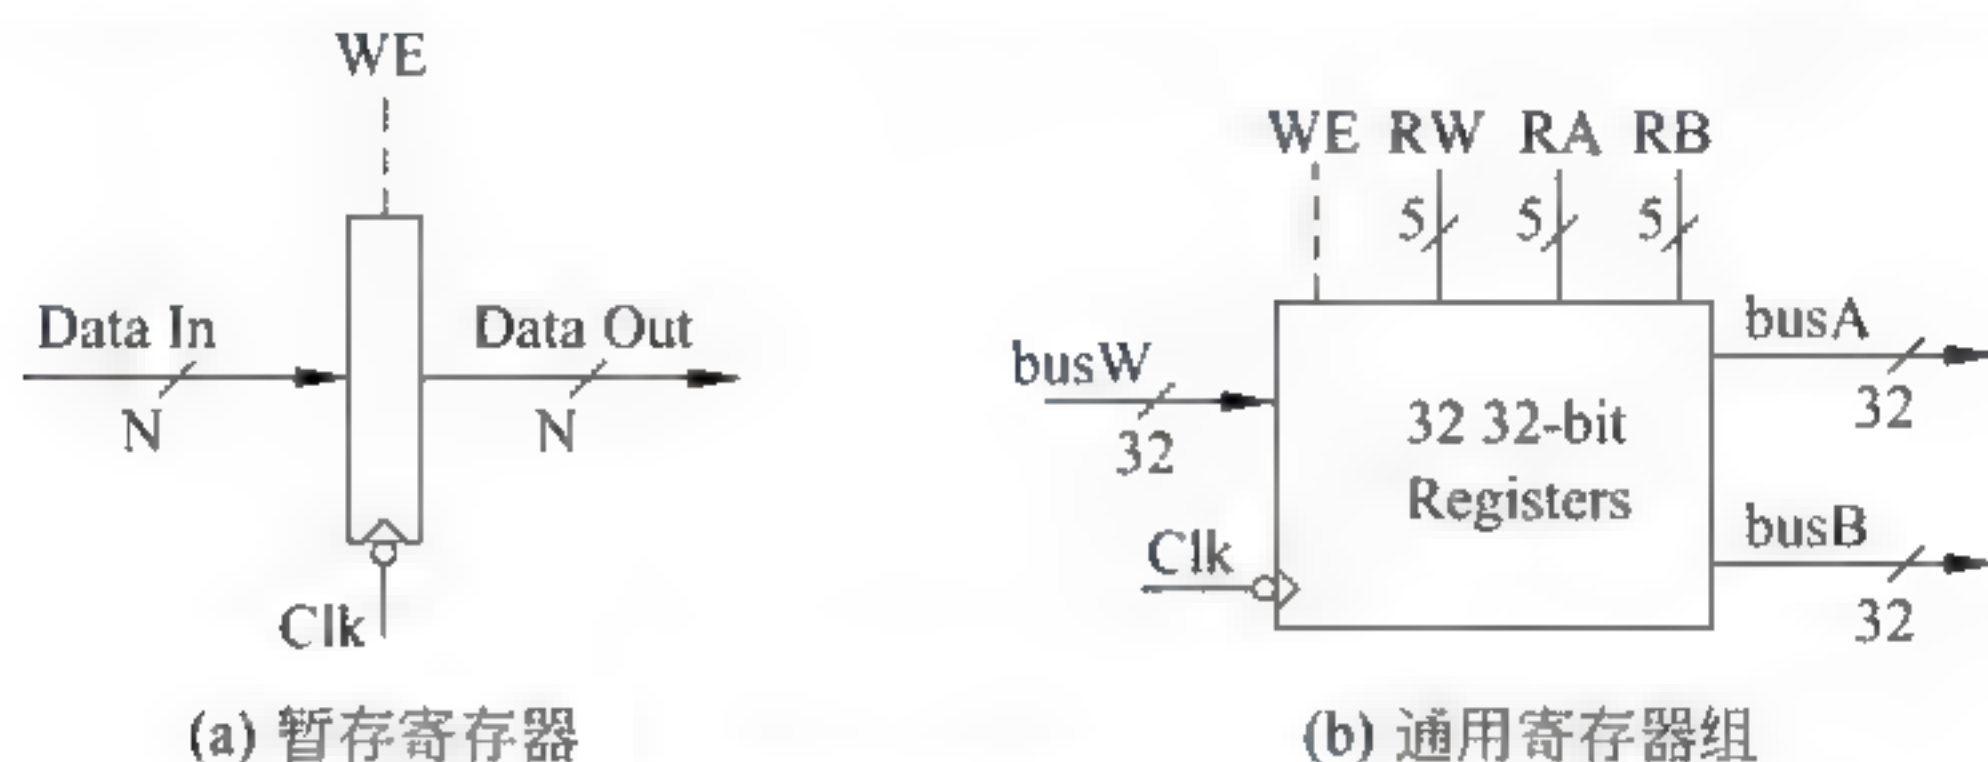 WE
Data In
N
Data Out
N
Clk
(a) 暂存寄存器
WE RW RA RB
5 5 5
busW
32
Clk
32 32-bit
Registers
busA
32
busB
32
(b) 通用寄存器组